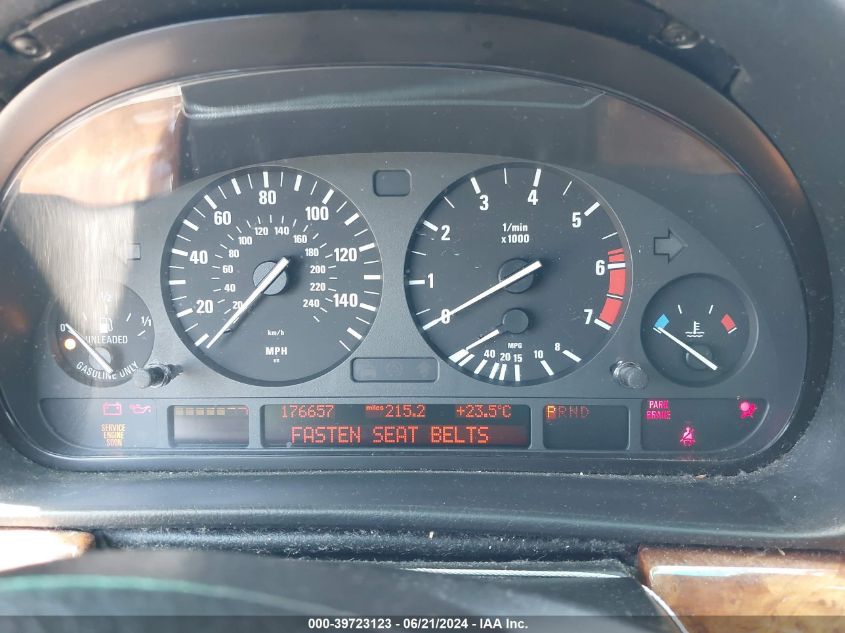 20 40 60 80 100 120 140
20 40 60 80 100 120 140 160 180 200 220 240
km/h
MPH
0 1 2 3 4 5 6 7
1/min
x1000
MPG
40 20 15 10 8
0 1/2 1/1
UNLEADED
GASOLINE ONLY
SERVICE
ENGINE
SOON
176657 miles 215.2 +23.5°C
FASTEN SEAT BELTS
PRND
PARK
BRAKE
000-39723123 - 06/21/2024 - IAAI Inc.